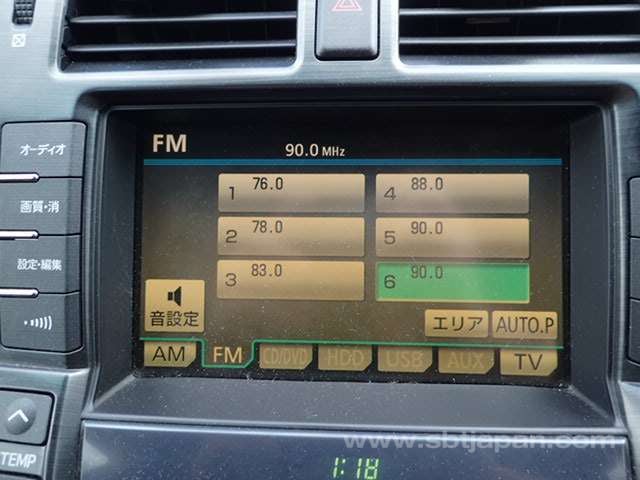 FM
90.0 MHz
オーディオ
画質・消
設定・編集
1 76.0
4 88.0
2 78.0
5 90.0
3 83.0
6 90.0
音設定
エリア AUTO.P
AM FM CD/DVD HDD USB AUX TV
TEMP
www.sbtjapan.com
1:18